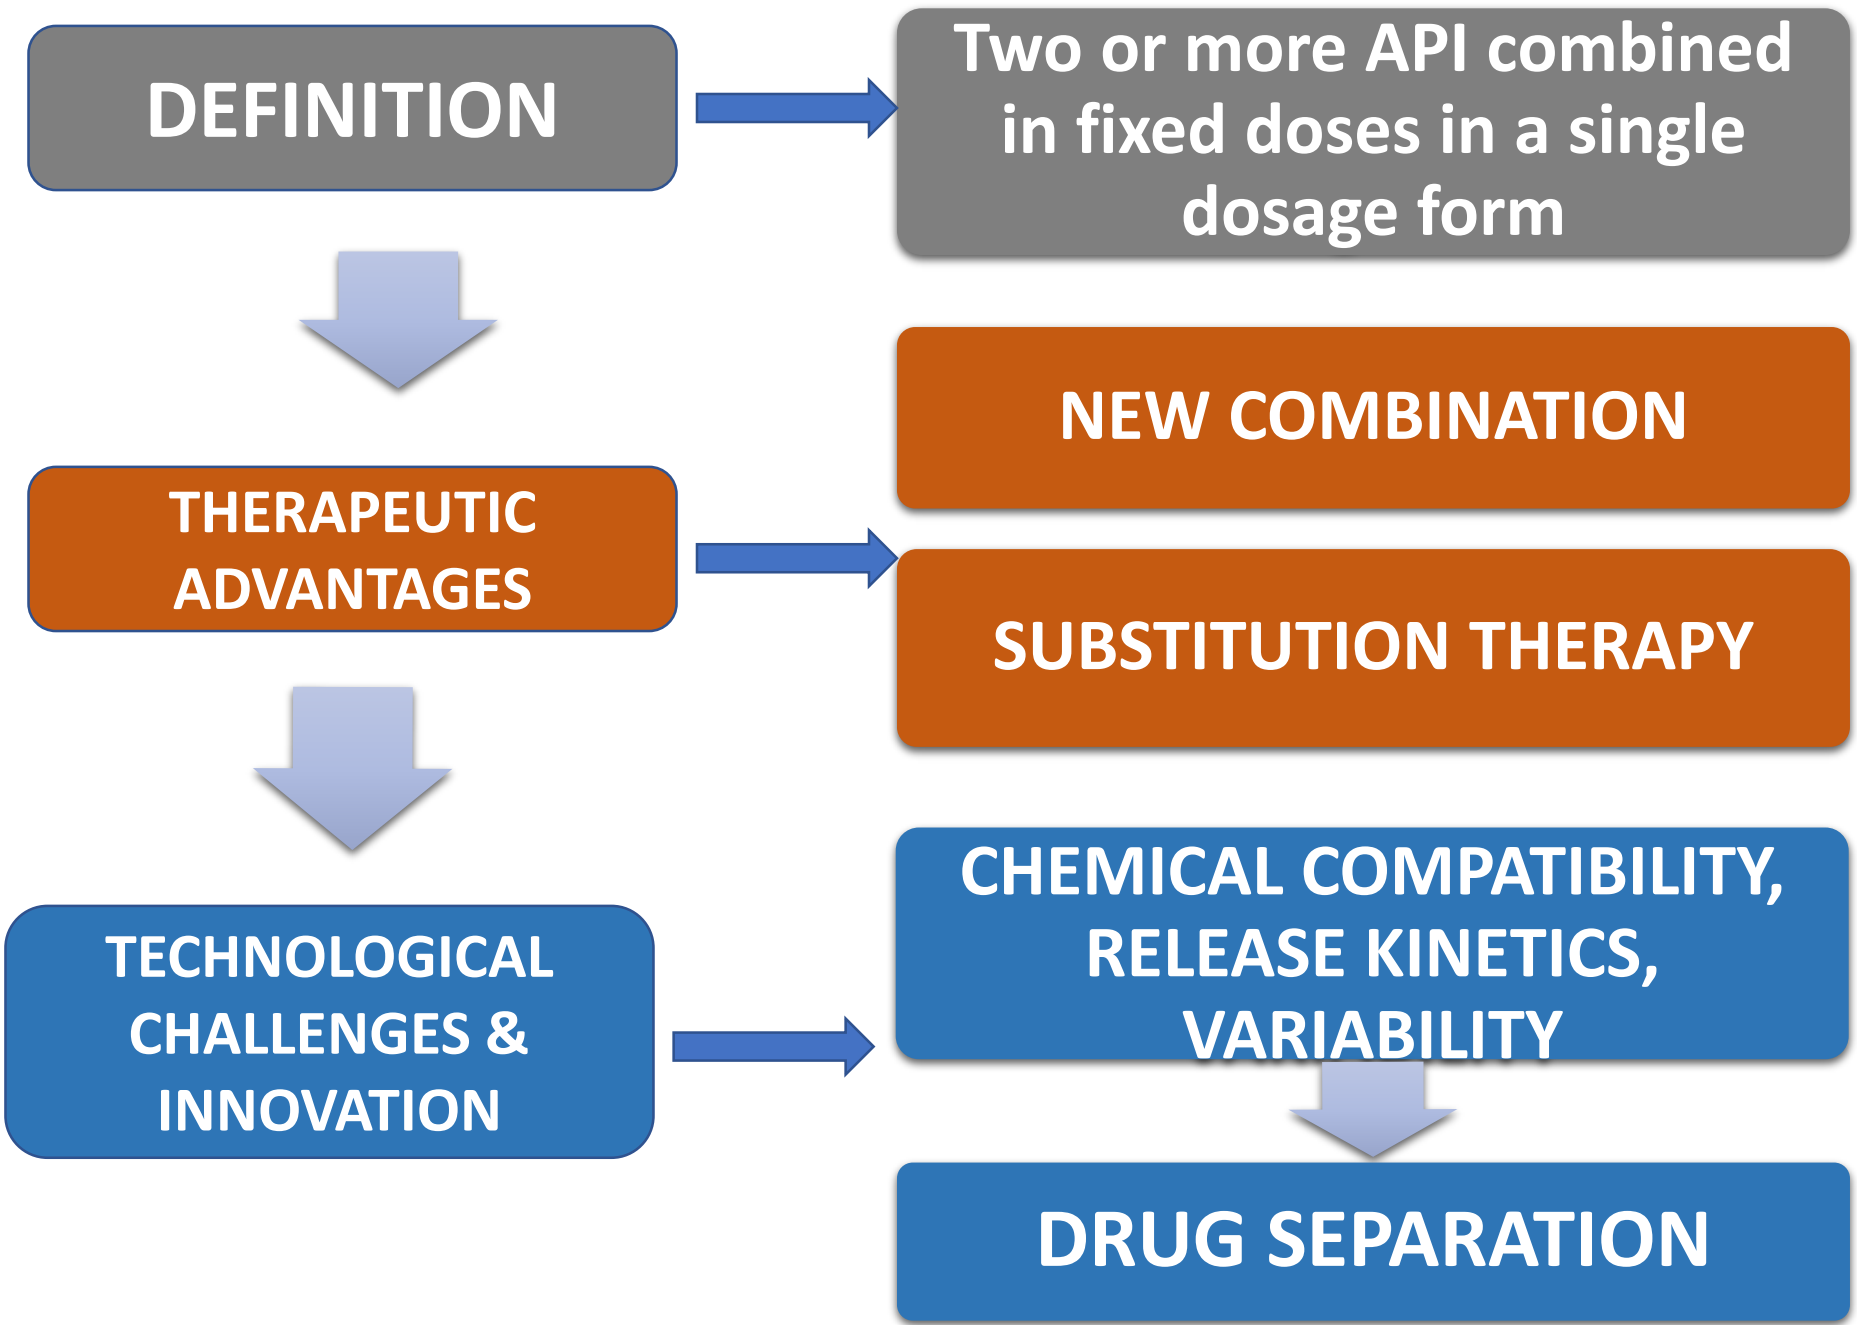 DEFINITION
Two or more API combined
in fixed doses in a single
dosage form
THERAPEUTIC
ADVANTAGES
NEW COMBINATION
SUBSTITUTION THERAPY
TECHNOLOGICAL
CHALLENGES &
INNOVATION
CHEMICAL COMPATIBILITY,
RELEASE KINETICS,
VARIABILITY
DRUG SEPARATION